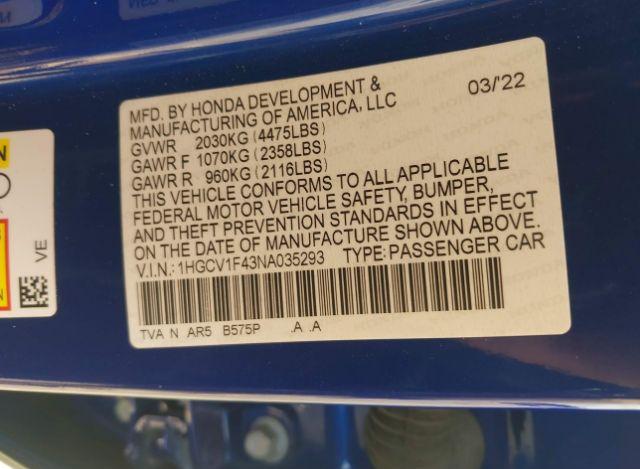 MFD. BY HONDA DEVELOPMENT & 03/'22
MANUFACTURING OF AMERICA, LLC
GVWR 2030KG (4475LBS)
GAWR F 1070KG (2358LBS)
GAWR R 960KG (2116LBS)
THIS VEHICLE CONFORMS TO ALL APPLICABLE
FEDERAL MOTOR VEHICLE SAFETY, BUMPER,
AND THEFT PREVENTION STANDARDS IN EFFECT
ON THE DATE OF MANUFACTURE SHOWN ABOVE.
V.I.N.: 1HGCV1F43NA035293 TYPE: PASSENGER CAR
TVA N AR5 B575P .A .A
VE